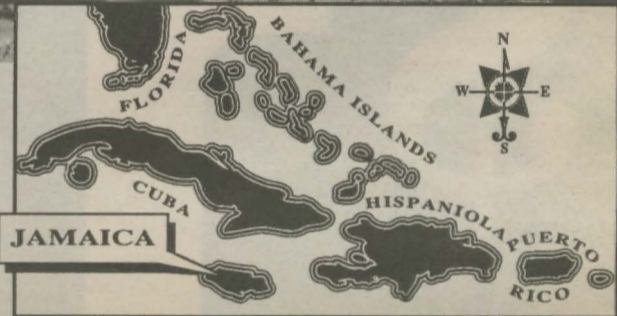 FLORIDA
BAHAMA ISLANDS
N
W
E
S
CUBA
HISPANIOLA
PUERTO
RICO
JAMAICA